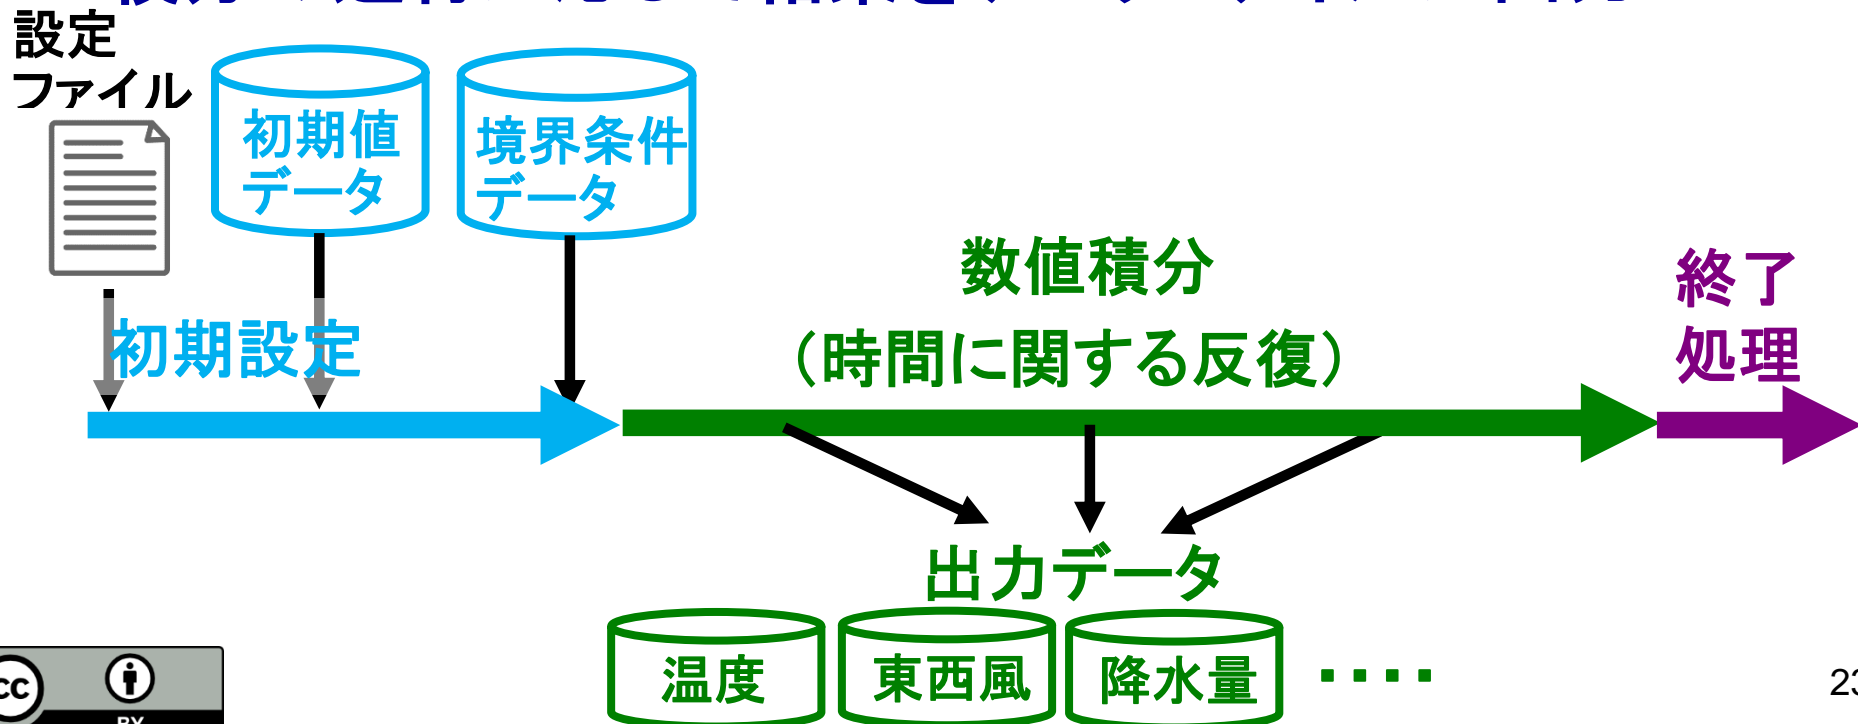 設定
ファイル
初期値
データ
境界条件
データ
初期設定
数値積分
（時間に関する反復）
終了
処理
出力データ
温度
東西風
降水量
・・・・
cc
BY